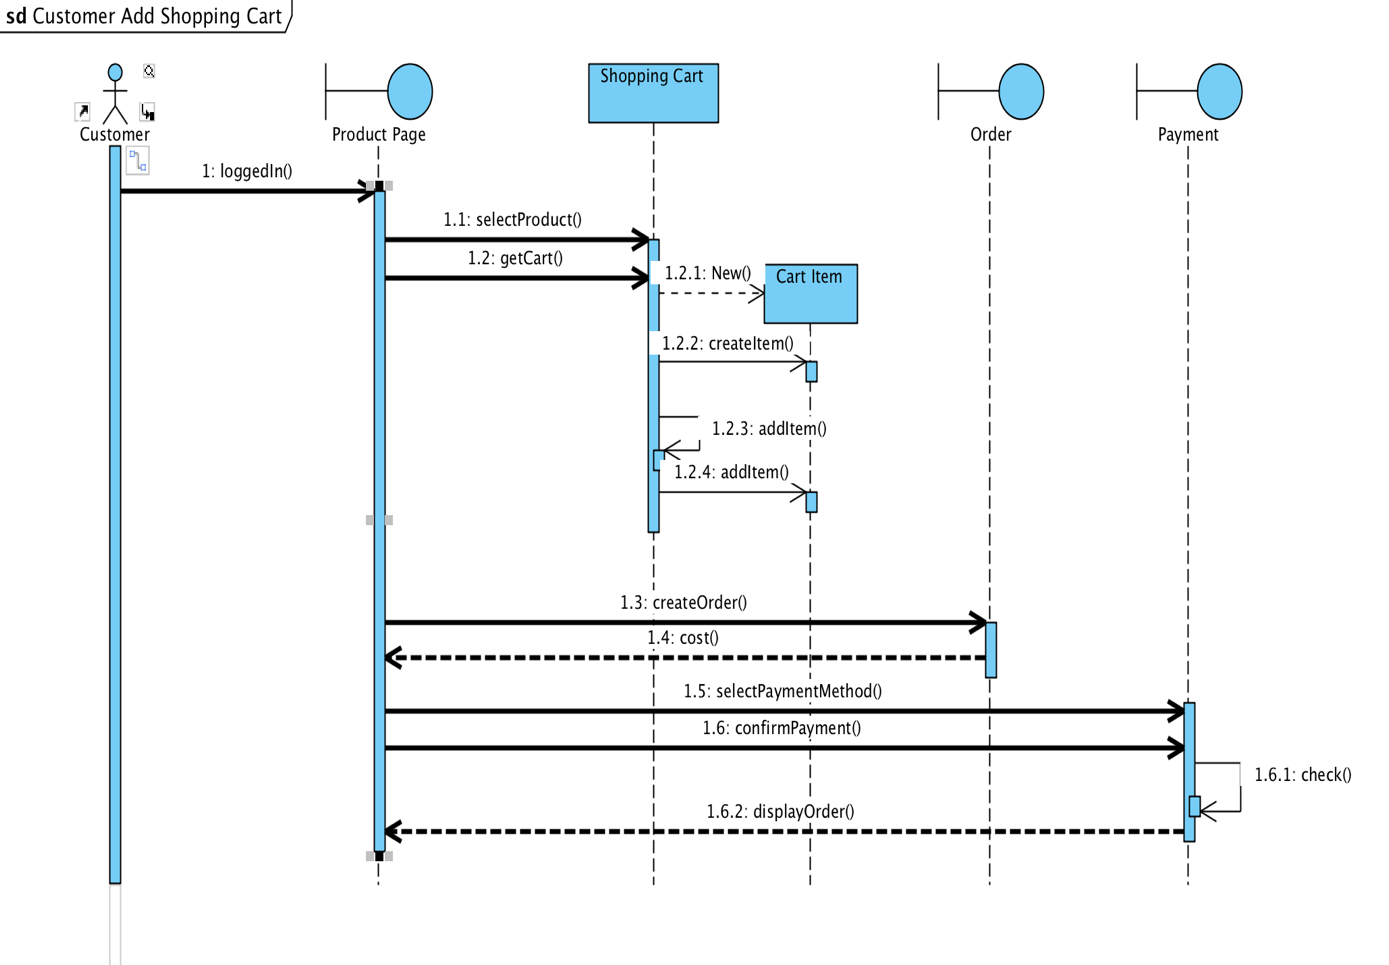 sd Customer Add Shopping Cart
Customer
Product Page
Shopping Cart
Order
Payment
1: loggedIn()
1.1: selectProduct()
1.2: getCart()
1.2.1: New()
Cart Item
1.2.2: createItem()
1.2.3: addItem()
1.2.4: addItem()
1.3: createOrder()
1.4: cost()
1.5: selectPaymentMethod()
1.6: confirmPayment()
1.6.1: check()
1.6.2: displayOrder()